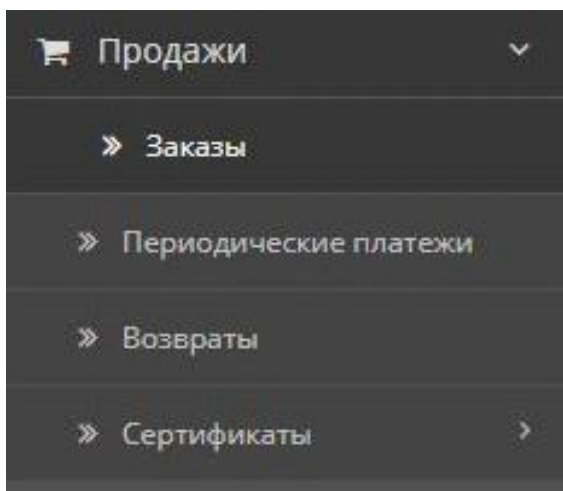 Продажи
Заказы
Периодические платежи
Возвраты
Сертификаты